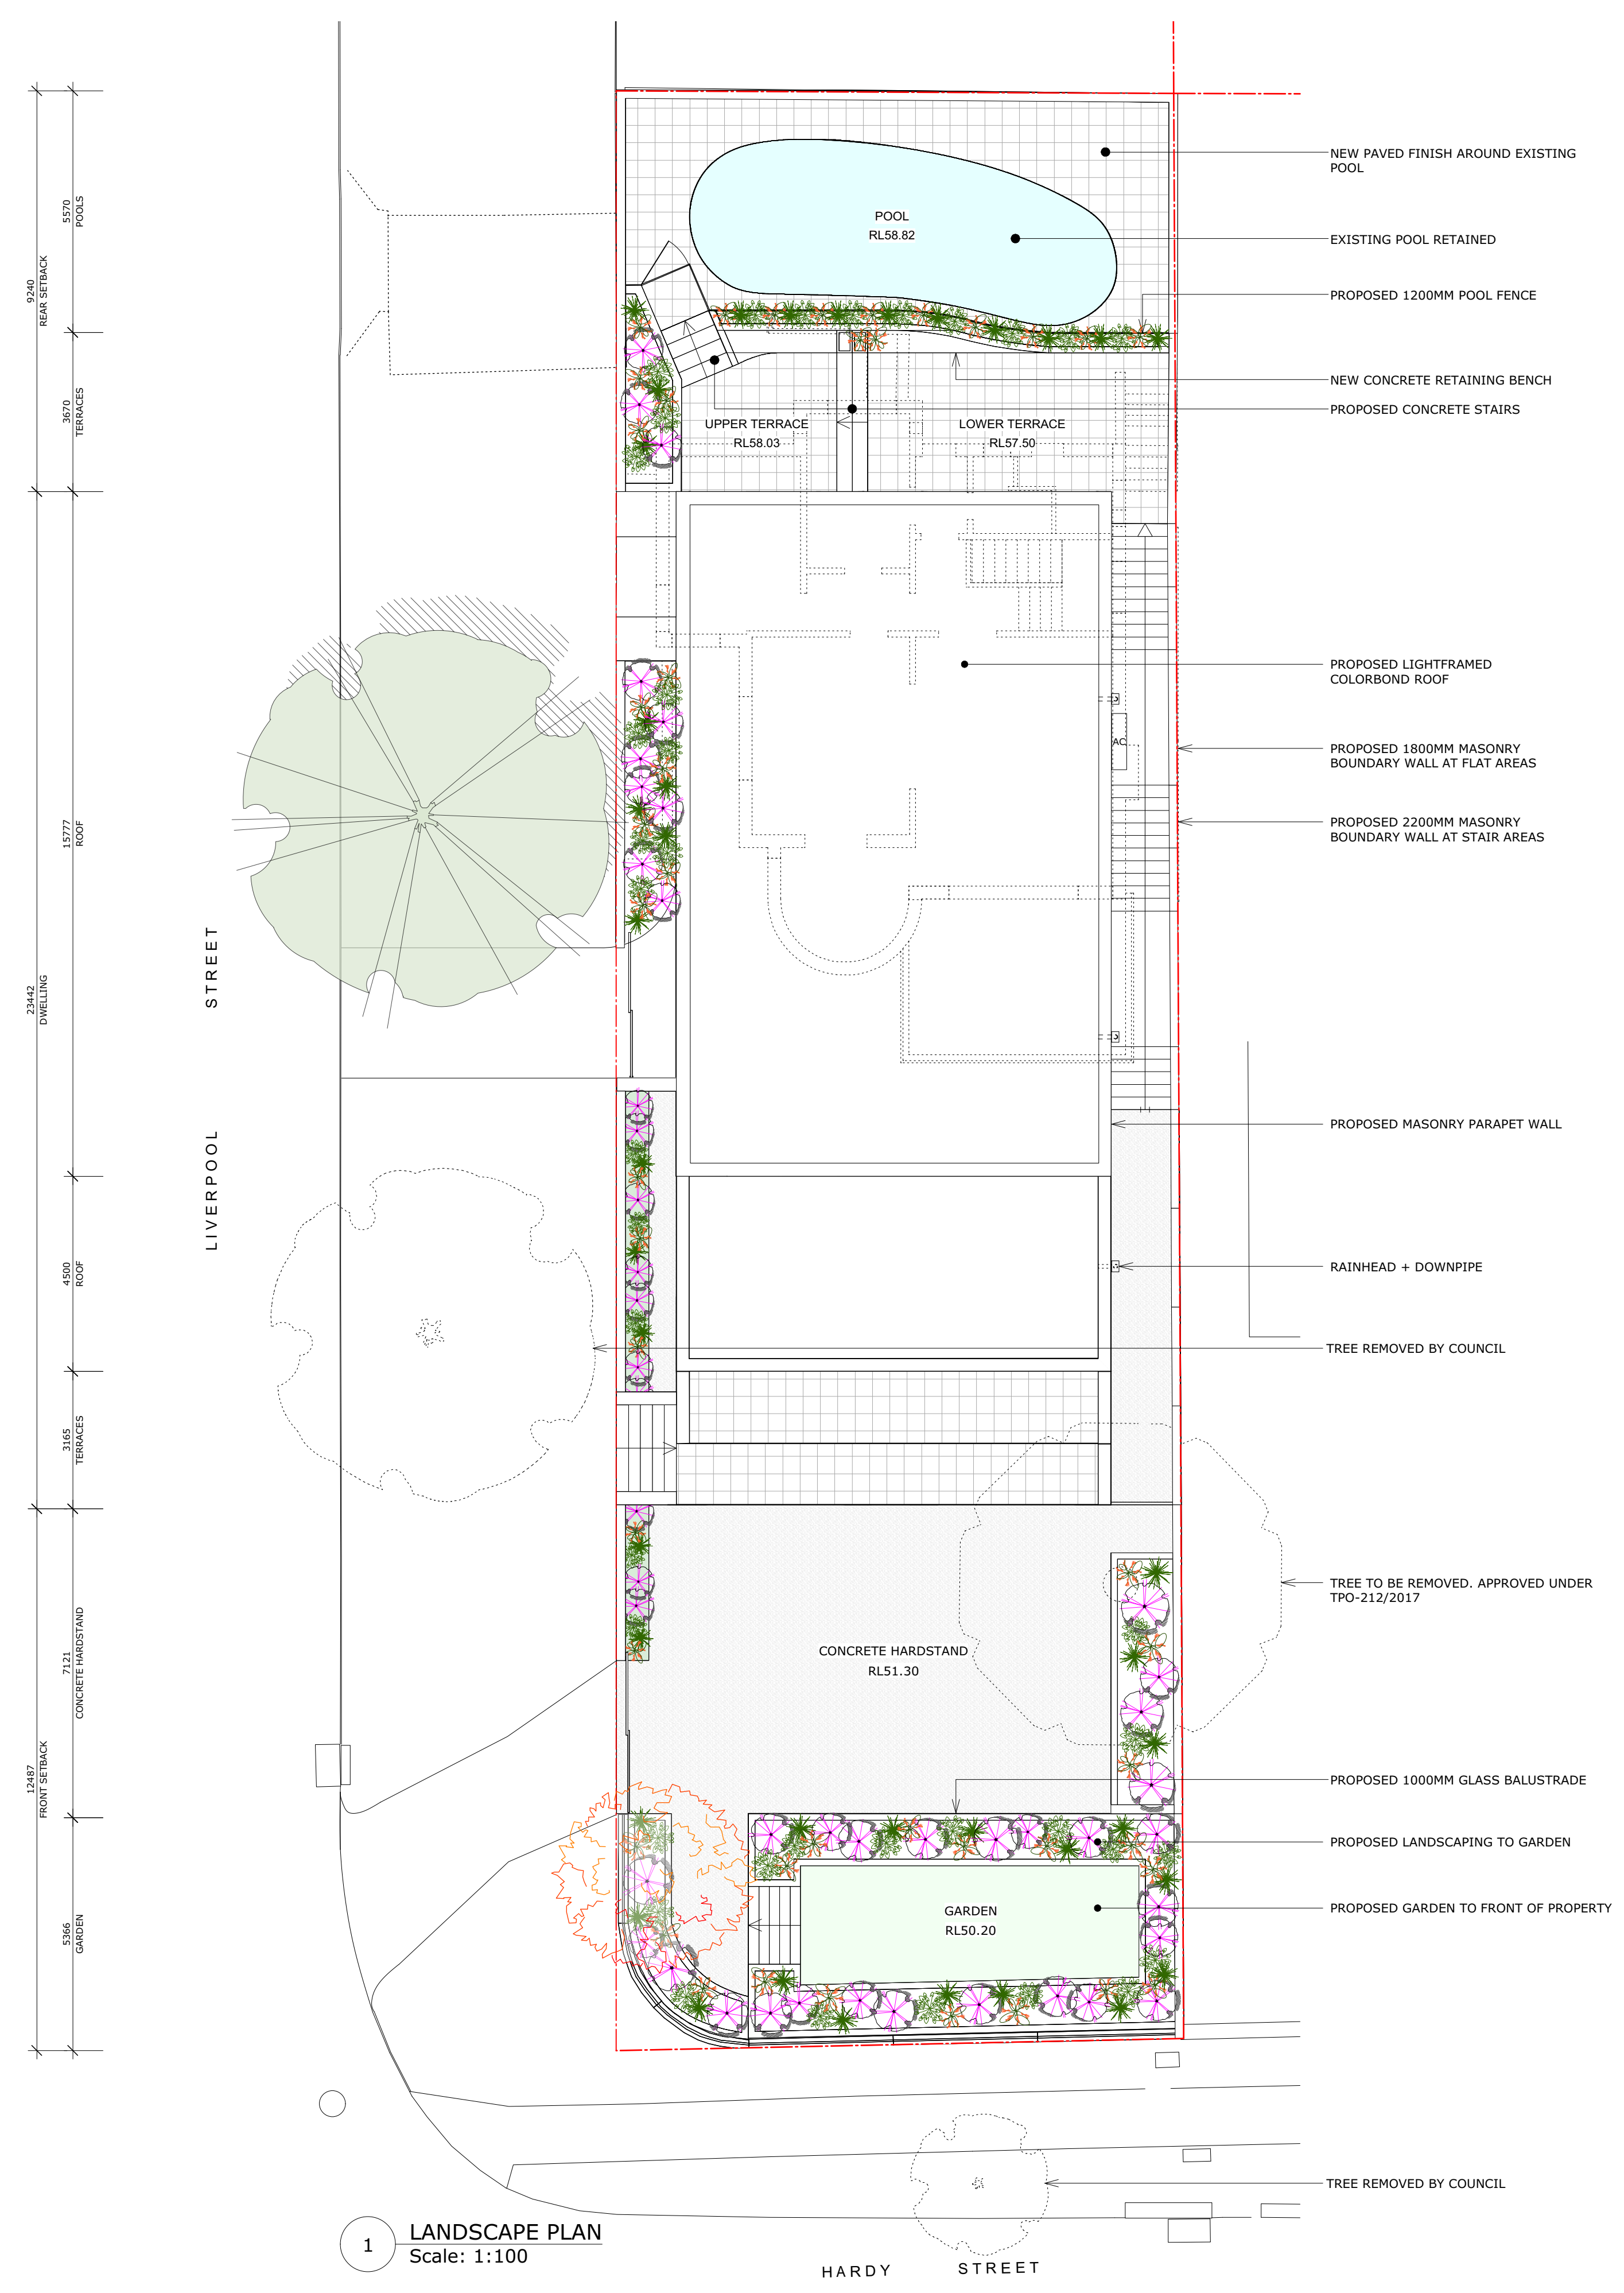 NEW PAVED FINISH AROUND EXISTING
POOL
POOL
RL58.82
EXISTING POOL RETAINED
PROPOSED 1200MM POOL FENCE
NEW CONCRETE RETAINING BENCH
PROPOSED CONCRETE STAIRS
UPPER TERRACE
RL58.03
LOWER TERRACE
RL57.50
5570
POOLS
9240
REAR SETBACK
3670
TERRACES
PROPOSED LIGHTFRAMED
COLORBOND ROOF
AC
PROPOSED 1800MM MASONRY
BOUNDARY WALL AT FLAT AREAS
PROPOSED 2200MM MASONRY
BOUNDARY WALL AT STAIR AREAS
15777
ROOF
23442
DWELLING
LIVERPOOL STREET
PROPOSED MASONRY PARAPET WALL
RAINHEAD + DOWNPIPE
4500
ROOF
TREE REMOVED BY COUNCIL
3165
TERRACES
TREE TO BE REMOVED. APPROVED UNDER
TPO-212/2017
CONCRETE HARDSTAND
RL51.30
7121
CONCRETE HARDSTAND
12487
FRONT SETBACK
PROPOSED 1000MM GLASS BALUSTRADE
PROPOSED LANDSCAPING TO GARDEN
PROPOSED GARDEN TO FRONT OF PROPERTY
GARDEN
RL50.20
5366
GARDEN
TREE REMOVED BY COUNCIL
1
LANDSCAPE PLAN
Scale: 1:100
HARDY STREET